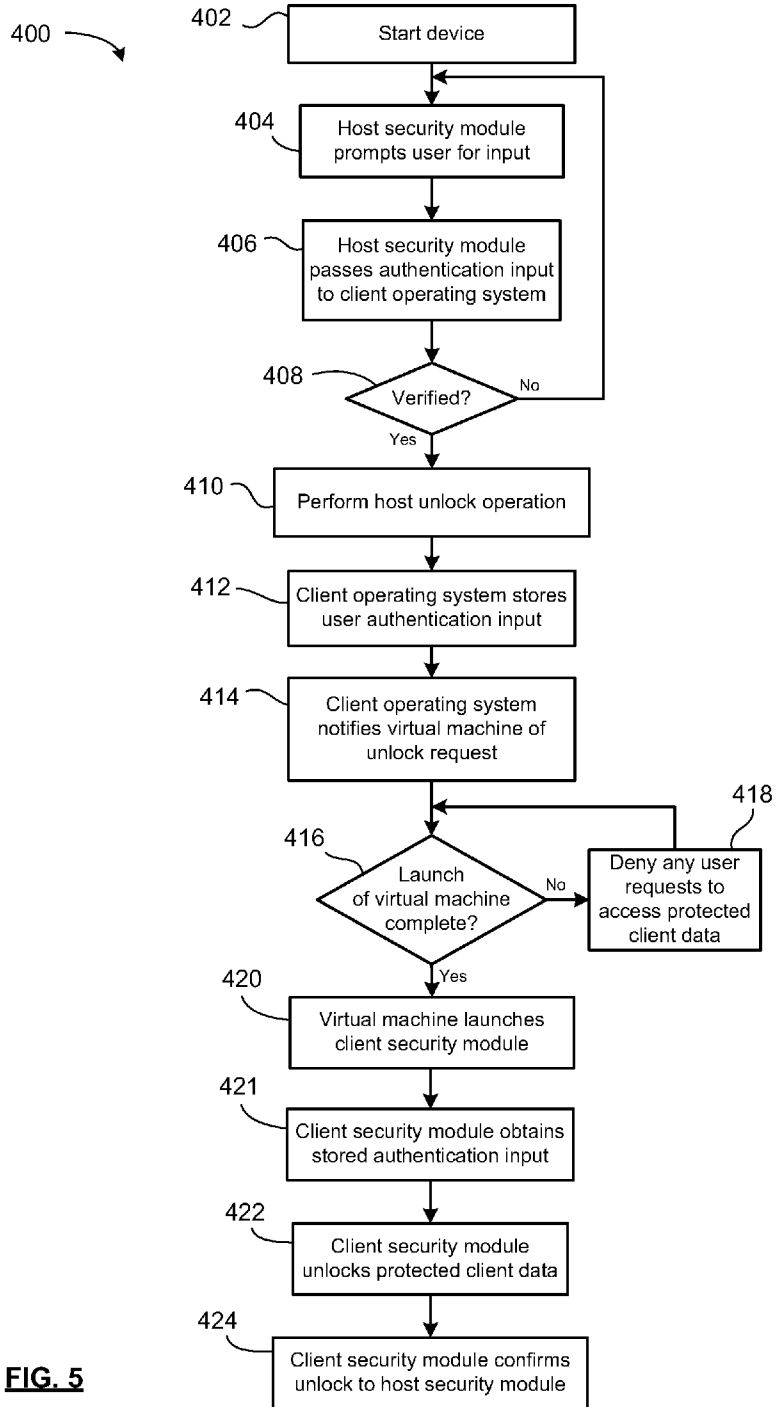 400
402
Start device
404
Host security module
prompts user for input
406
Host security module
passes authentication input
to client operating system
408
Verified?
No
Yes
410
Perform host unlock operation
412
Client operating system stores
user authentication input
414
Client operating system
notifies virtual machine of
unlock request
416
Launch
of virtual machine
complete?
No
418
Deny any user
requests to
access protected
client data
Yes
420
Virtual machine launches
client security module
421
Client security module obtains
stored authentication input
422
Client security module
unlocks protected client data
424
Client security module confirms
unlock to host security module
FIG. 5